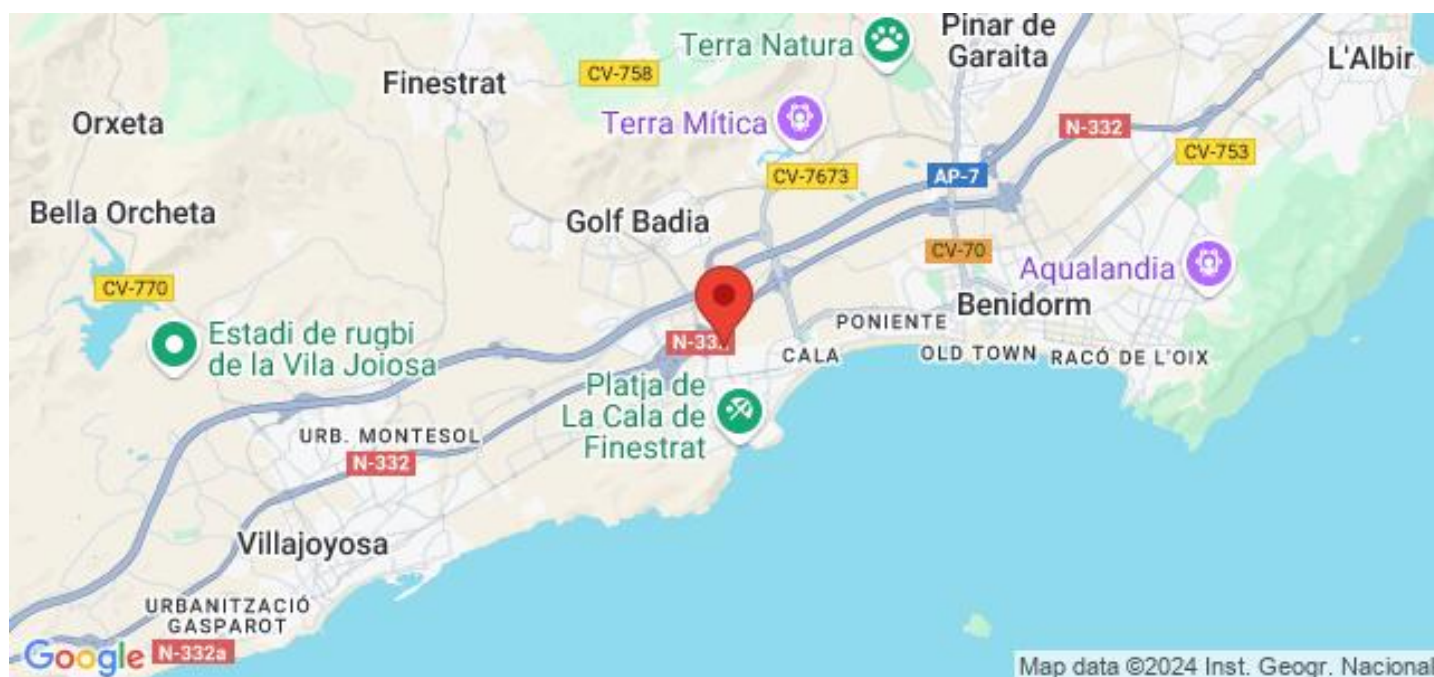 Terra Natura
Pinar de
Garaita
L'Albir
Finestrat
CV-758
Orxeta
Terra Mítica
N-332
CV-753
CV-7673
AP-7
Bella Orcheta
Golf Badia
CV-70
Aqualandia
CV-770
Benidorm
PONIENTE
Estadi de rugbi
de la Vila Joiosa
CALA
OLD TOWN
RACÓ DE L'OIX
Platja de
La Cala de
Finestrat
URB. MONTESOL
N-332
Villajoyosa
URBANITZACIÓ
GASPAROT
Google
N-332a
Map data ©2024 Inst. Geogr. Nacional